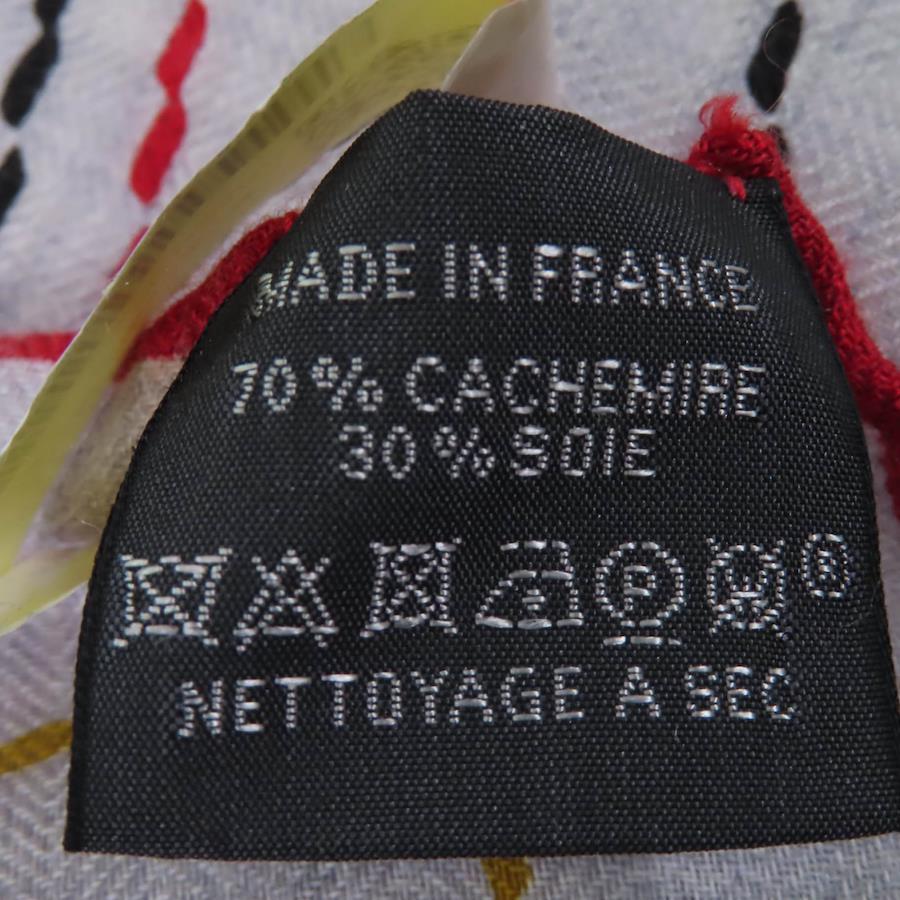 MADE IN FRANCE
70% CACHEMIRE
30% SOIE
P W ®
NETTOYAGE A SEC